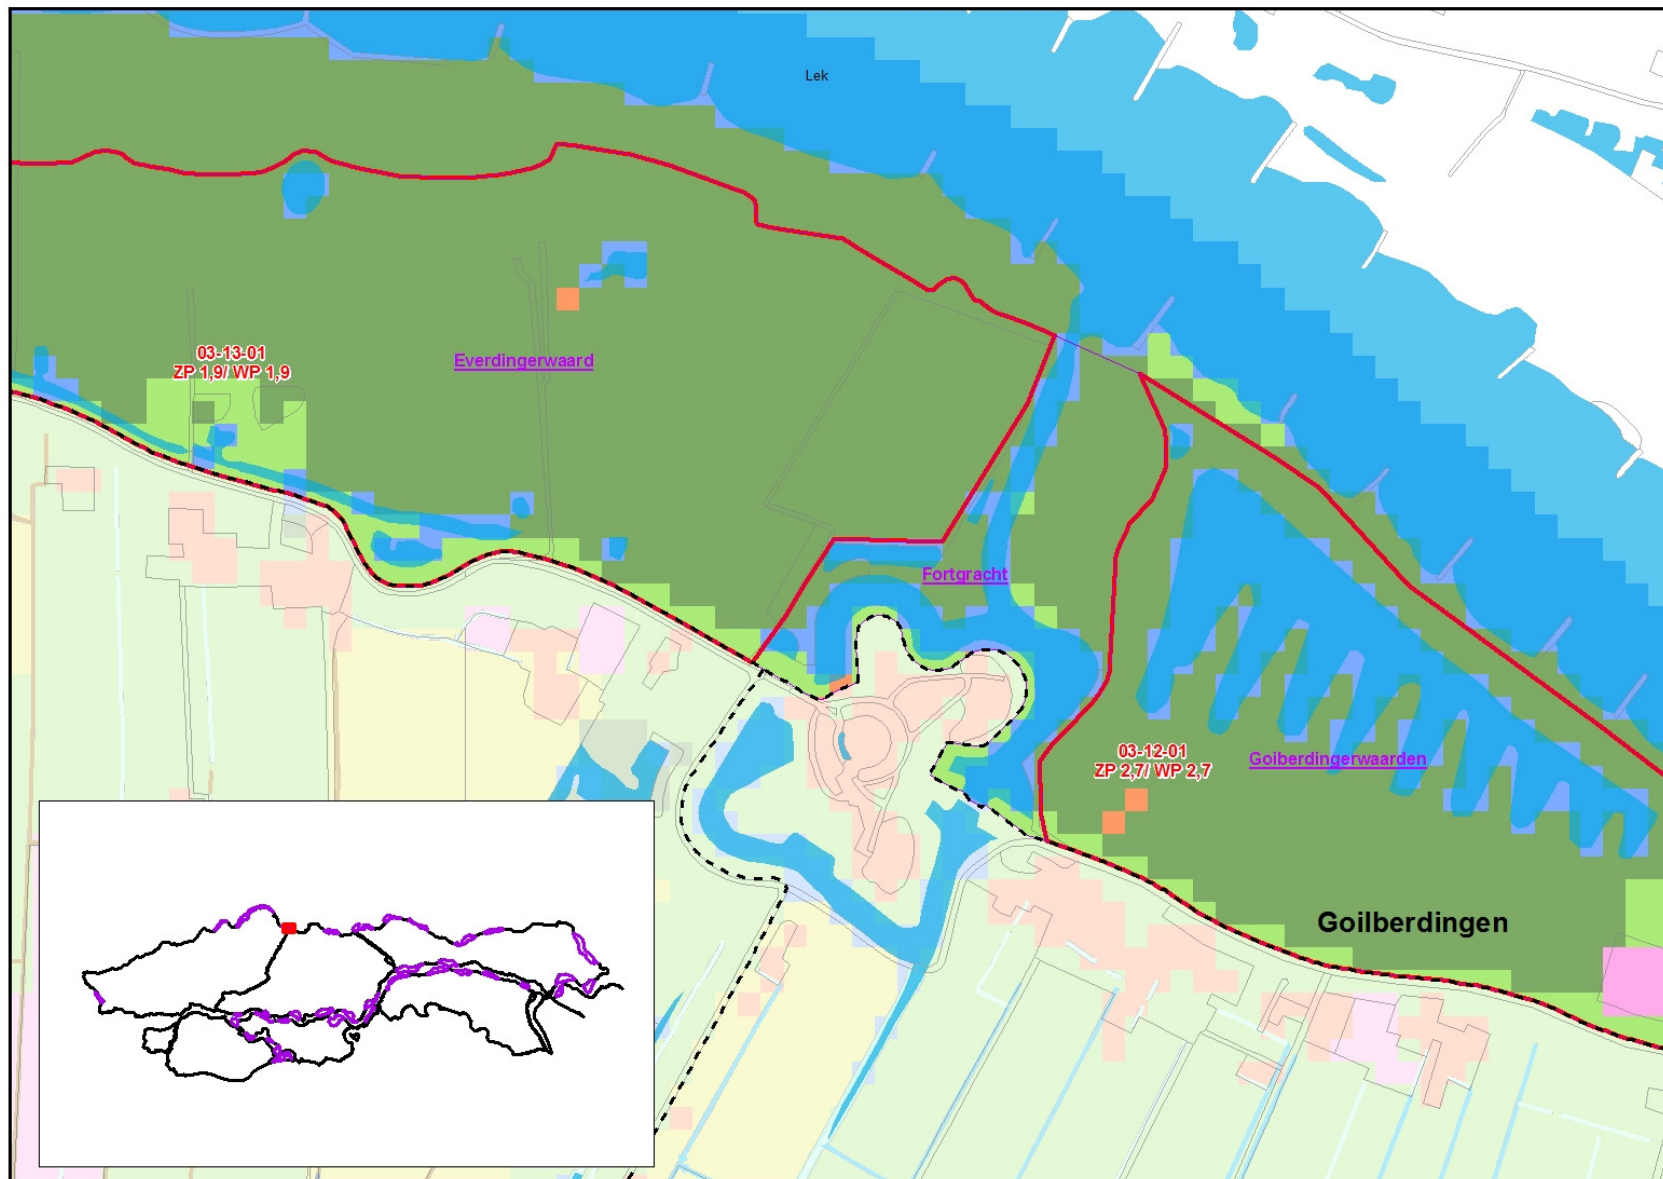 Lek
03-13-01
ZP 1,9/ WP 1,9
Everdingerwaard
Fortgracht
03-12-01
ZP 2,7/ WP 2,7
Goilberdingerwaarden
Goilberdingen